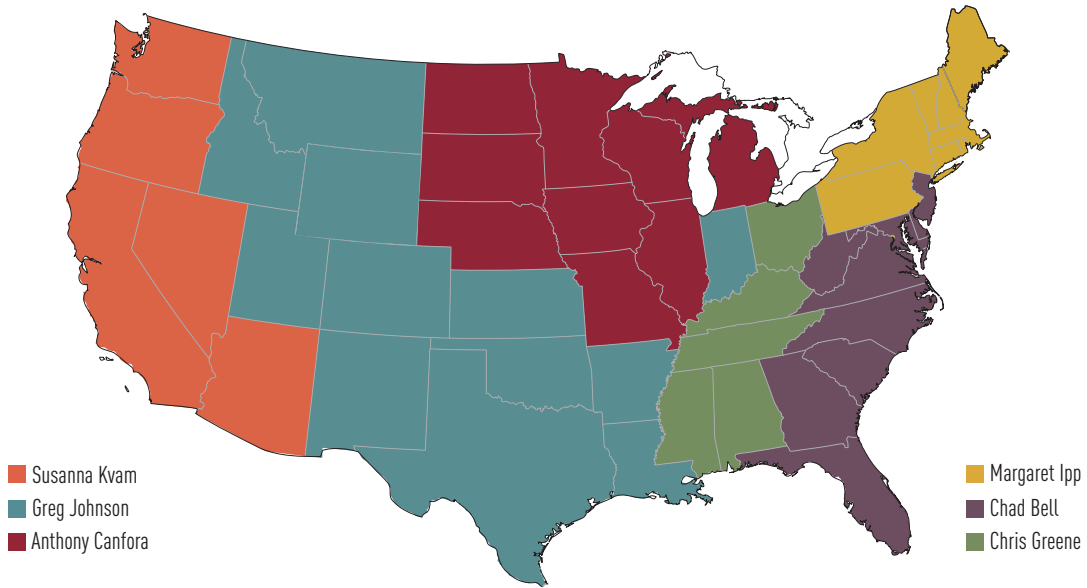 Susanna Kvam
Greg Johnson
Anthony Canfora
Margaret Ipp
Chad Bell
Chris Greene